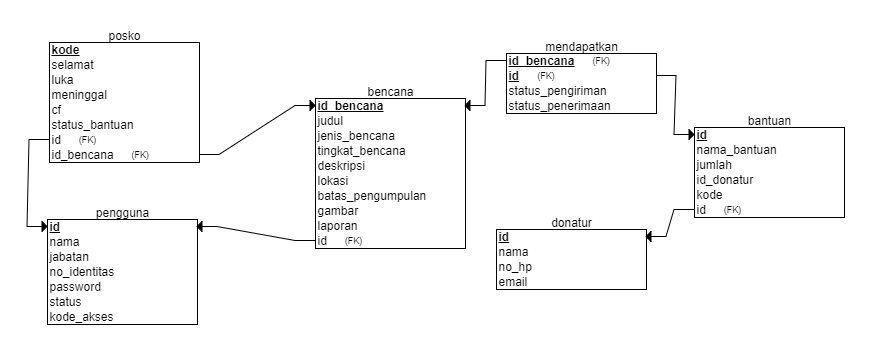 posko
kode
selamat
luka
meninggal
cf
status_bantuan
id (FK)
id_bencana (FK)
pengguna
id
nama
jabatan
no_identitas
password
status
kode_akses
bencana
id_bencana
judul
jenis_bencana
tingkat_bencana
deskripsi
lokasi
batas_pengumpulan
gambar
laporan
id (FK)
mendapatkan
id_bencana (FK)
id (FK)
status_pengiriman
status_penerimaan
donatur
id
nama
no_hp
email
bantuan
id
nama_bantuan
jumlah
id_donatur
kode
id (FK)